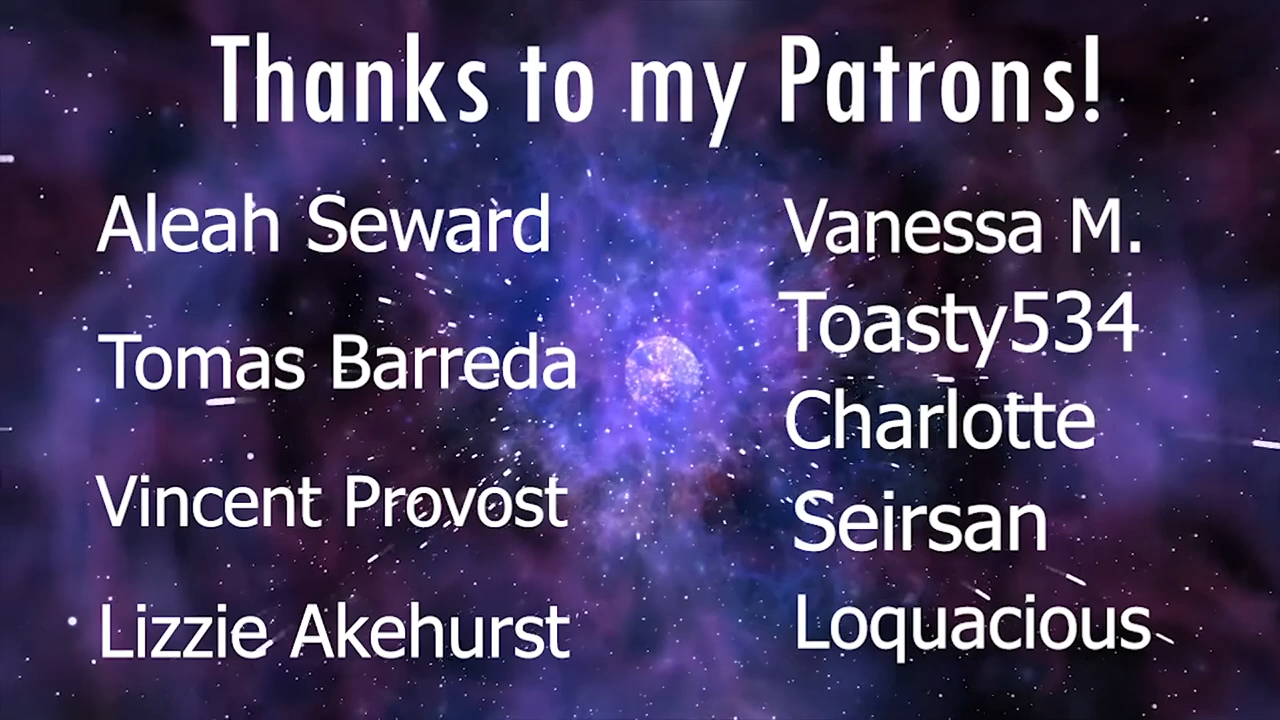 Thanks to my Patrons!
Aleah Seward
Tomas Barreda
Vincent Provost
Lizzie Akehurst
Vanessa M.
Toasty534
Charlotte
Seirsan
Loquacious